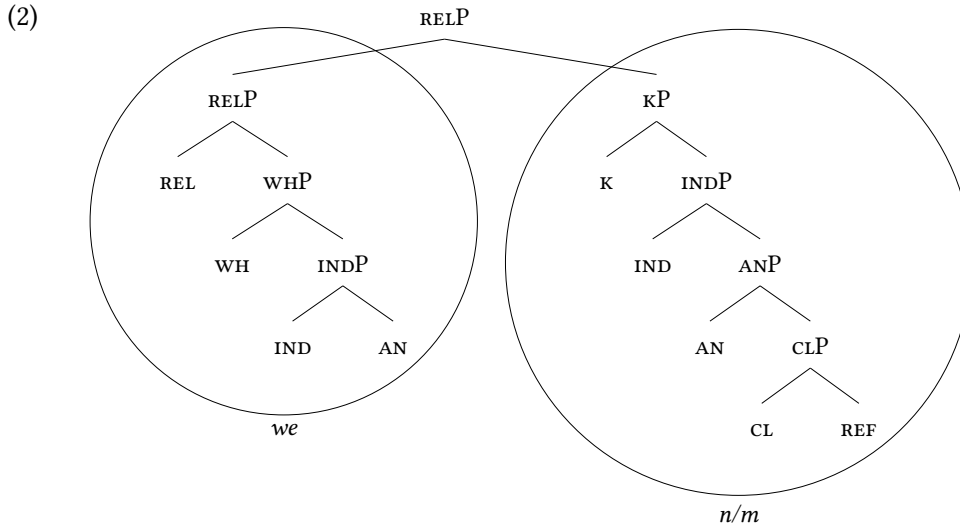 (2)
RELP
RELP KP
REL WHP K INDP
WH INDP IND ANP
IND AN AN CLP
we
CL REF
n/m